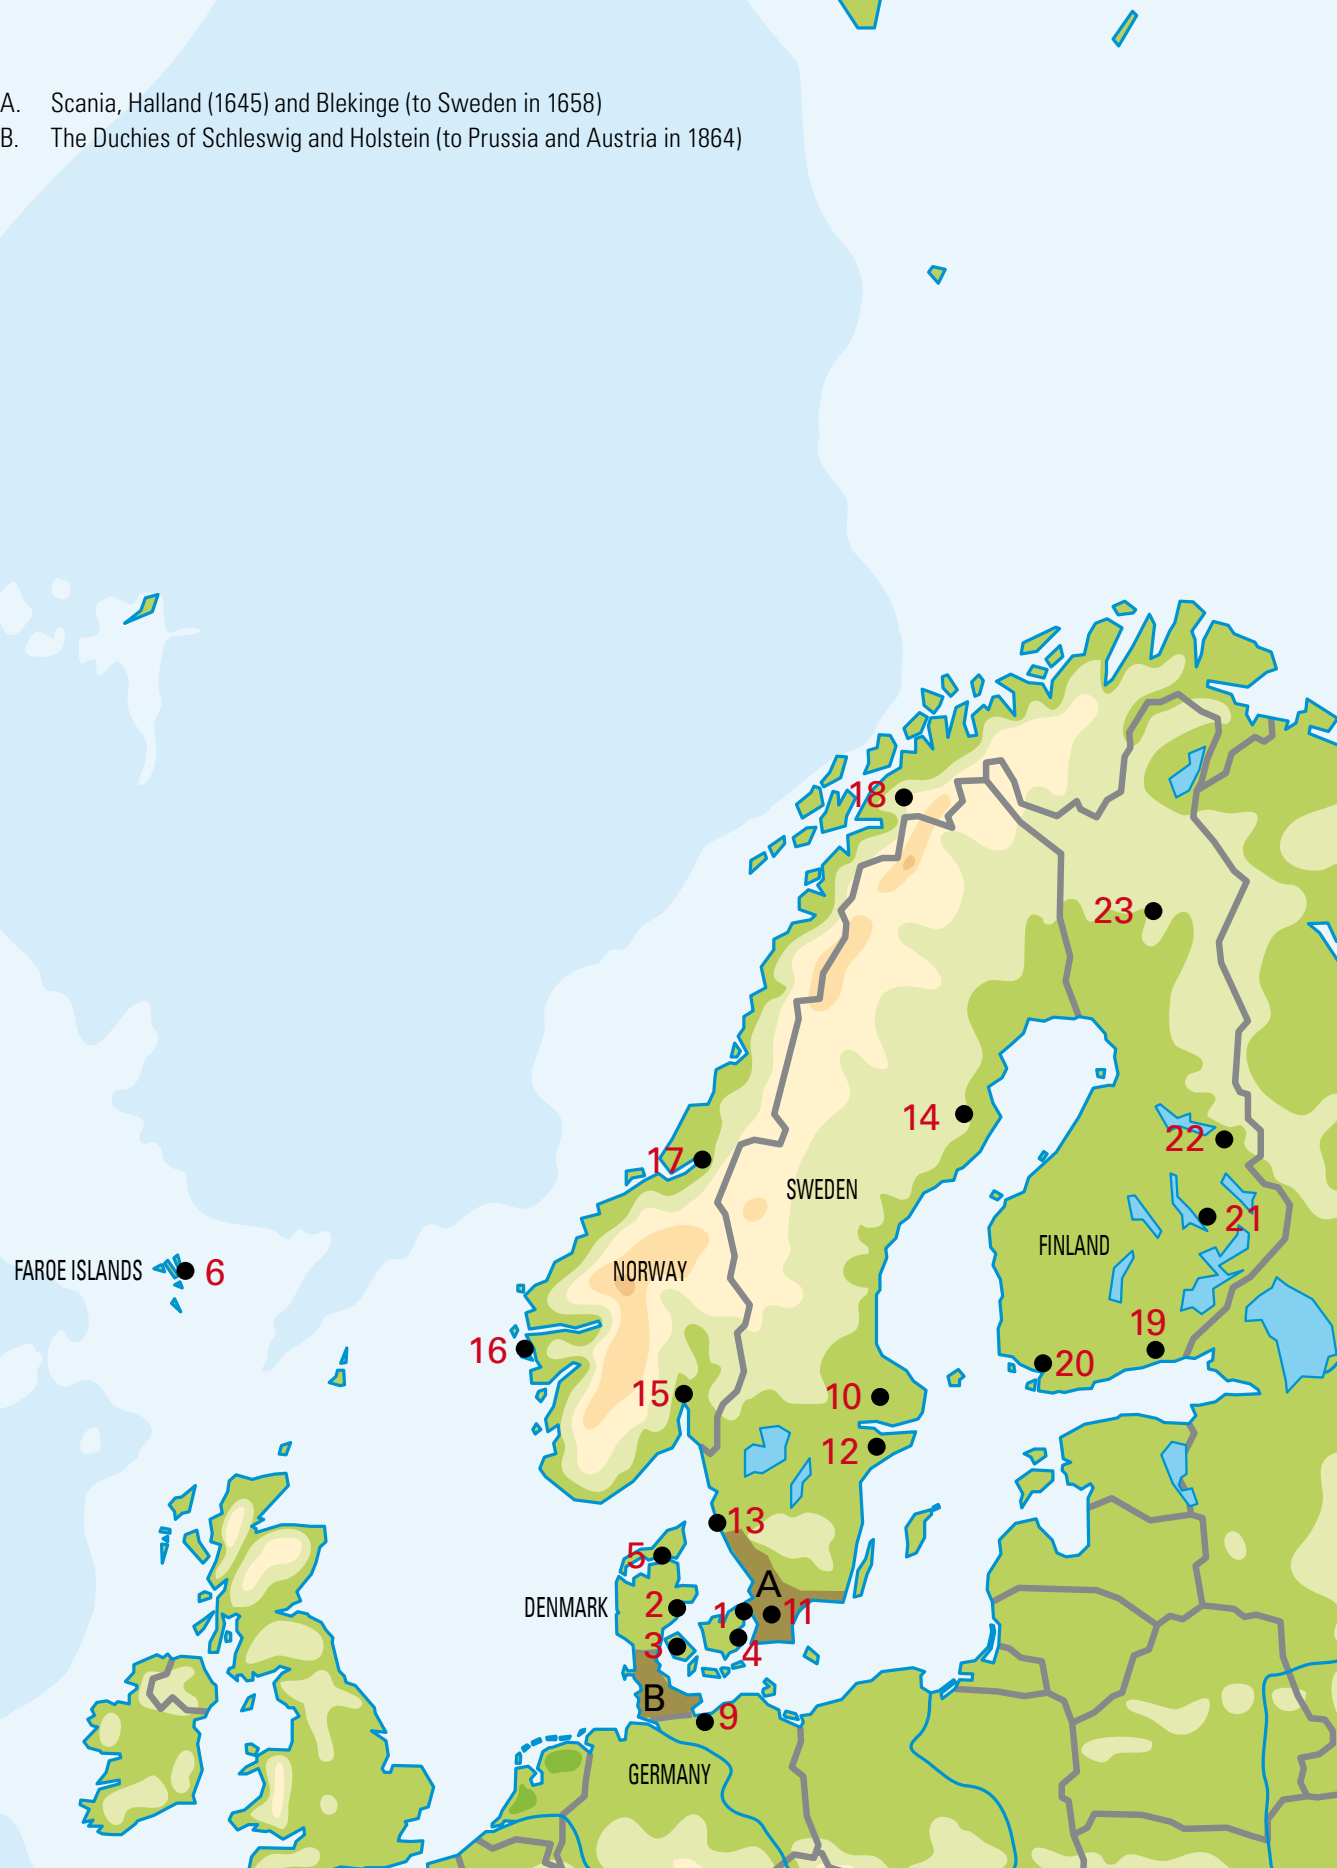 A. Scania, Halland (1645) and Blekinge (to Sweden in 1658)
B. The Duchies of Schleswig and Holstein (to Prussia and Austria in 1864)
18
23
14
22
17
SWEDEN
21
FINLAND
FAROE ISLANDS
6
NORWAY
19
16
20
15
10
12
13
5
A
DENMARK
2
1
11
3
4
B
9
GERMANY